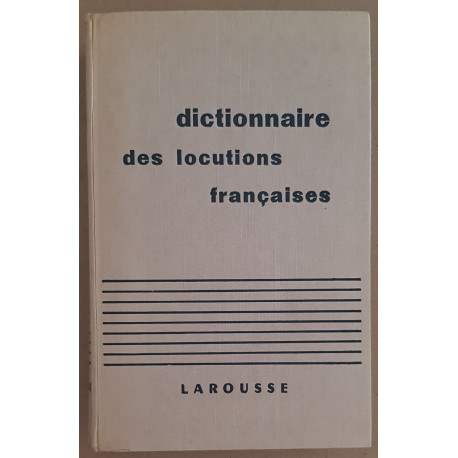 dictionnaire
des locutions
françaises
LAROUSSE